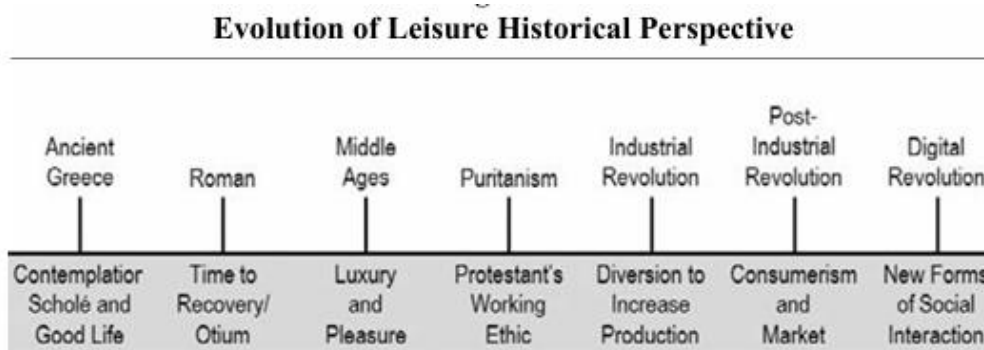 Evolution of Leisure Historical Perspective
Ancient
Greece
Roman
Middle
Ages
Puritanism
Industrial
Revolution
Post-
Industrial
Revolution
Digital
Revolution
Contemplatior
Scholé and
Good Life
Time to
Recovery/
Otium
Luxury
and
Pleasure
Protestant's
Working
Ethic
Diversion to
Increase
Production
Consumerism
and
Market
New Forms
of Social
Interaction